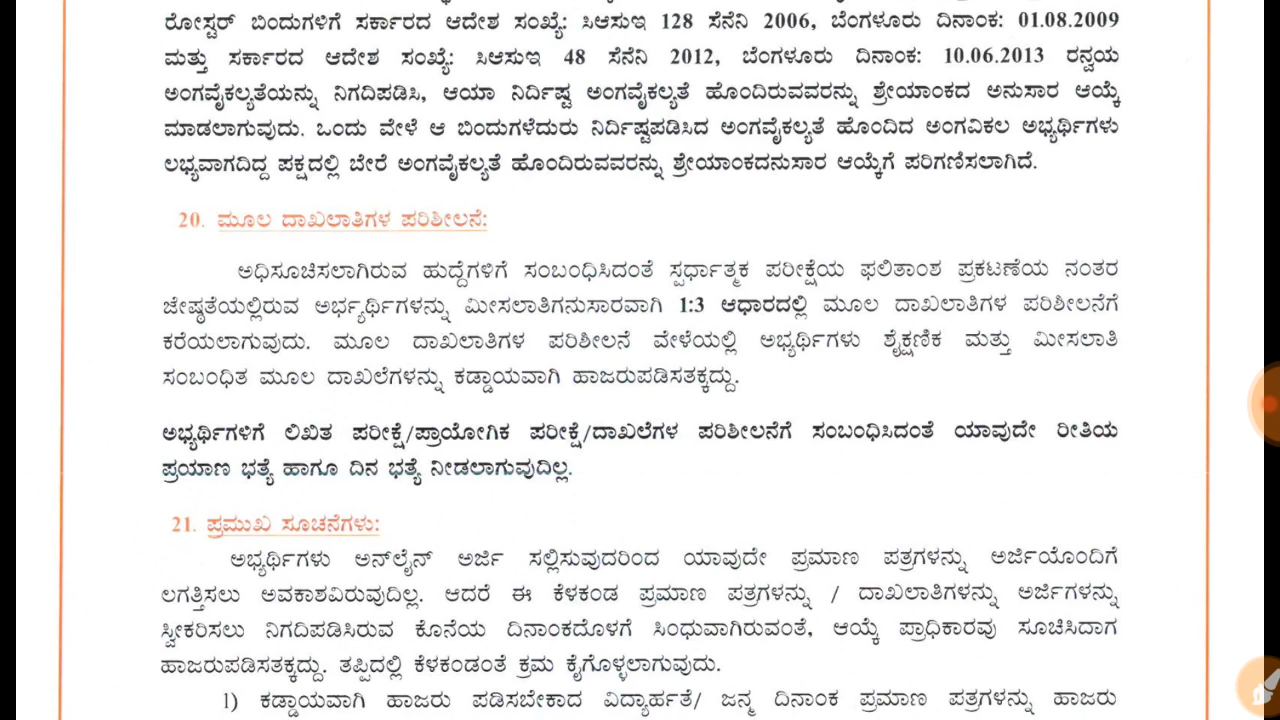 ರೋಸ್ಟರ್ ಬಿಂದುಗಳಿಗೆ ಸರ್ಕಾರದ ಆದೇಶ ಸಂಖ್ಯೆ: ಸಿಆಸುಇ 128 ಸೆನೆನಿ 2006, ಬೆಂಗಳೂರು ದಿನಾಂಕ: 01.08.2009
ಮತ್ತು ಸರ್ಕಾರದ ಆದೇಶ ಸಂಖ್ಯೆ: ಸಿಆಸುಇ 48 ಸೆನೆನಿ 2012, ಬೆಂಗಳೂರು ದಿನಾಂಕ: 10.06.2013 ರನ್ವಯ
ಅಂಗವೈಕಲ್ಯತೆಯನ್ನು ನಿಗದಿಪಡಿಸಿ, ಆಯಾ ನಿರ್ದಿಷ್ಟ ಅಂಗವೈಕಲ್ಯತೆ ಹೊಂದಿರುವವರನ್ನು ಶ್ರೇಯಾಂಕದ ಅನುಸಾರ ಆಯ್ಕೆ
ಮಾಡಲಾಗುವುದು. ಒಂದು ವೇಳೆ ಆ ಬಿಂದುಗಳೆದುರು ನಿರ್ದಿಷ್ಟಪಡಿಸಿದ ಅಂಗವೈಕಲ್ಯತೆ ಹೊಂದಿದ ಅಂಗವಿಕಲ ಅಭ್ಯರ್ಥಿಗಳು
ಲಭ್ಯವಾಗದಿದ್ದ ಪಕ್ಷದಲ್ಲಿ ಬೇರೆ ಅಂಗವೈಕಲ್ಯತೆ ಹೊಂದಿರುವವರನ್ನು ಶ್ರೇಯಾಂಕದನುಸಾರ ಆಯ್ಕೆಗೆ ಪರಿಗಣಿಸಲಾಗಿದೆ.
20. ಮೂಲ ದಾಖಲಾತಿಗಳ ಪರಿಶೀಲನೆ:
ಅಧಿಸೂಚಿಸಲಾಗಿರುವ ಹುದ್ದೆಗಳಿಗೆ ಸಂಬಂಧಿಸಿದಂತೆ ಸ್ಪರ್ಧಾತ್ಮಕ ಪರೀಕ್ಷೆಯ ಫಲಿತಾಂಶ ಪ್ರಕಟಣೆಯ ನಂತರ
ಜೇಷ್ಠತೆಯಲ್ಲಿರುವ ಅರ್ಭ್ಯರ್ಥಿಗಳನ್ನು ಮೀಸಲಾತಿಗನುಸಾರವಾಗಿ 1:3 ಆಧಾರದಲ್ಲಿ ಮೂಲ ದಾಖಲಾತಿಗಳ ಪರಿಶೀಲನೆಗೆ
ಕರೆಯಲಾಗುವುದು. ಮೂಲ ದಾಖಲಾತಿಗಳ ಪರಿಶೀಲನೆ ವೇಳೆಯಲ್ಲಿ ಅಭ್ಯರ್ಥಿಗಳು ಶೈಕ್ಷಣಿಕ ಮತ್ತು ಮೀಸಲಾತಿ
ಸಂಬಂಧಿತ ಮೂಲ ದಾಖಲೆಗಳನ್ನು ಕಡ್ಡಾಯವಾಗಿ ಹಾಜರುಪಡಿಸತಕ್ಕದ್ದು.
ಅಭ್ಯರ್ಥಿಗಳಿಗೆ ಲಿಖಿತ ಪರೀಕ್ಷೆ/ಪ್ರಾಯೋಗಿಕ ಪರೀಕ್ಷೆ/ದಾಖಲೆಗಳ ಪರಿಶೀಲನೆಗೆ ಸಂಬಂಧಿಸಿದಂತೆ ಯಾವುದೇ ರೀತಿಯ
ಪ್ರಯಾಣ ಭತ್ಯೆ ಹಾಗೂ ದಿನ ಭತ್ಯೆ ನೀಡಲಾಗುವುದಿಲ್ಲ.
21. ಪ್ರಮುಖ ಸೂಚನೆಗಳು:
ಅಭ್ಯರ್ಥಿಗಳು ಅನ್‌ಲೈನ್ ಅರ್ಜಿ ಸಲ್ಲಿಸುವುದರಿಂದ ಯಾವುದೇ ಪ್ರಮಾಣ ಪತ್ರಗಳನ್ನು ಅರ್ಜಿಯೊಂದಿಗೆ
ಲಗತ್ತಿಸಲು ಅವಕಾಶವಿರುವುದಿಲ್ಲ. ಆದರೆ ಈ ಕೆಳಕಂಡ ಪ್ರಮಾಣ ಪತ್ರಗಳನ್ನು / ದಾಖಲಾತಿಗಳನ್ನು ಅರ್ಜಿಗಳನ್ನು
ಸ್ವೀಕರಿಸಲು ನಿಗದಿಪಡಿಸಿರುವ ಕೊನೆಯ ದಿನಾಂಕದೊಳಗೆ ಸಿಂಧುವಾಗಿರುವಂತೆ, ಆಯ್ಕೆ ಪ್ರಾಧಿಕಾರವು ಸೂಚಿಸಿದಾಗ
ಹಾಜರುಪಡಿಸತಕ್ಕದ್ದು. ತಪ್ಪಿದಲ್ಲಿ ಕೆಳಕಂಡಂತೆ ಕ್ರಮ ಕೈಗೊಳ್ಳಲಾಗುವುದು.
1) ಕಡ್ಡಾಯವಾಗಿ ಹಾಜರು ಪಡಿಸಬೇಕಾದ ವಿದ್ಯಾರ್ಹತೆ/ ಜನ್ಮ ದಿನಾಂಕ ಪ್ರಮಾಣ ಪತ್ರಗಳನ್ನು ಹಾಜರು